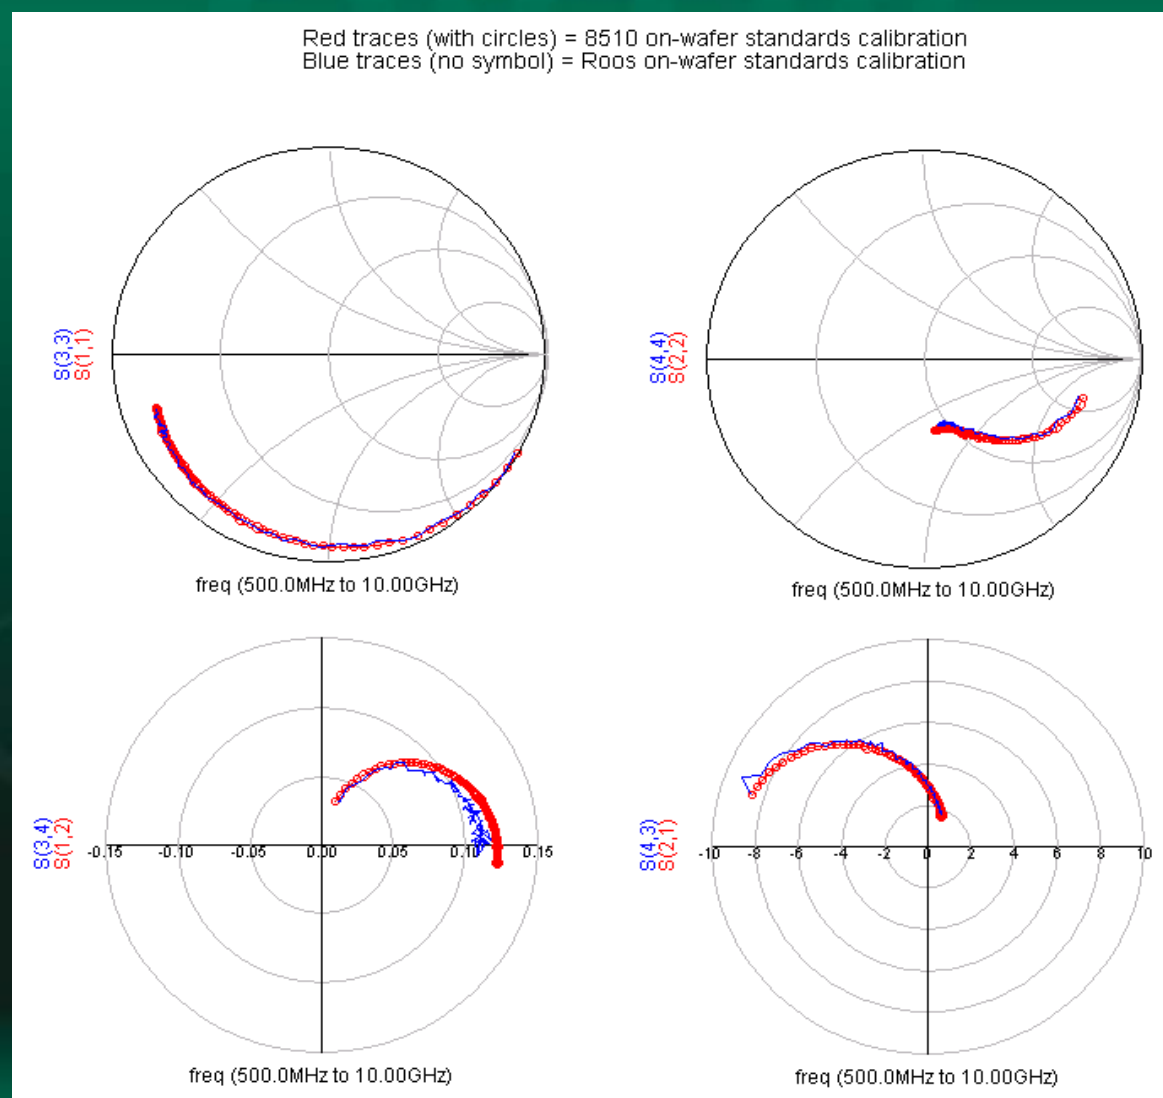 Red traces (with circles) = 8510 on-wafer standards calibration
Blue traces (no symbol) = Roos on-wafer standards calibration
S(3,3)
S(1,1)
freq (500.0MHz to 10.00GHz)
S(4,4)
S(2,2)
freq (500.0MHz to 10.00GHz)
S(3,4)
S(1,2)
-0.15 -0.10 -0.05 0.00 0.05 0.10 0.15
freq (500.0MHz to 10.00GHz)
S(4,3)
S(2,1)
-10 -8 -6 -4 -2 0 2 4 6 8 10
freq (500.0MHz to 10.00GHz)